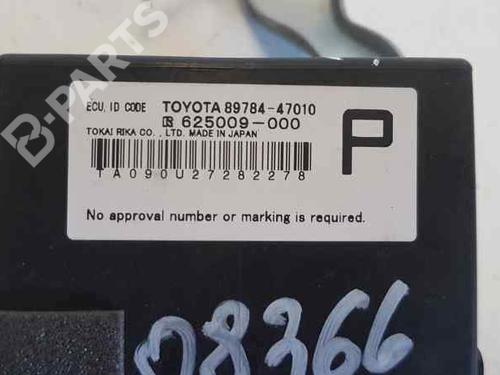 ECU, ID CODE TOYOTA 89784-47010
625009-000
TOKAI RIKA CO., LTD. MADE IN JAPAN
P
TA090U27282278
No approval number or marking is required.
08366
B-PARTS